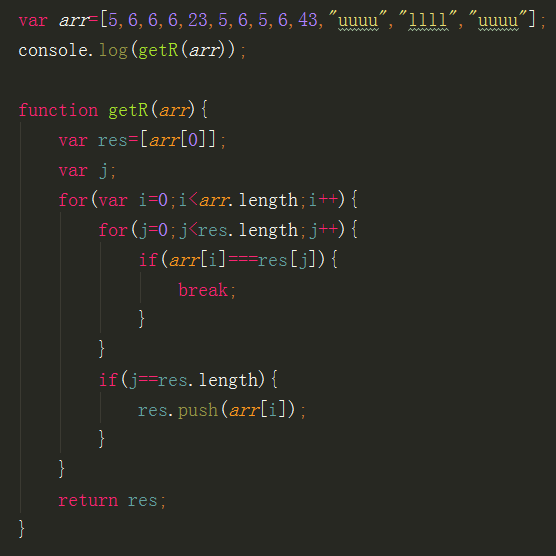 var arr=[5,6,6,6,23,5,6,5,6,43,"uuuu","llll","uuuu"];
console.log(getR(arr));
function getR(arr){
var res=[arr[0]];
var j;
for(var i=0;i<arr.length;i++){
for(j=0;j<res.length;j++){
if(arr[i]===res[j]){
break;
}
}
if(j==res.length){
res.push(arr[i]);
}
}
return res;
}